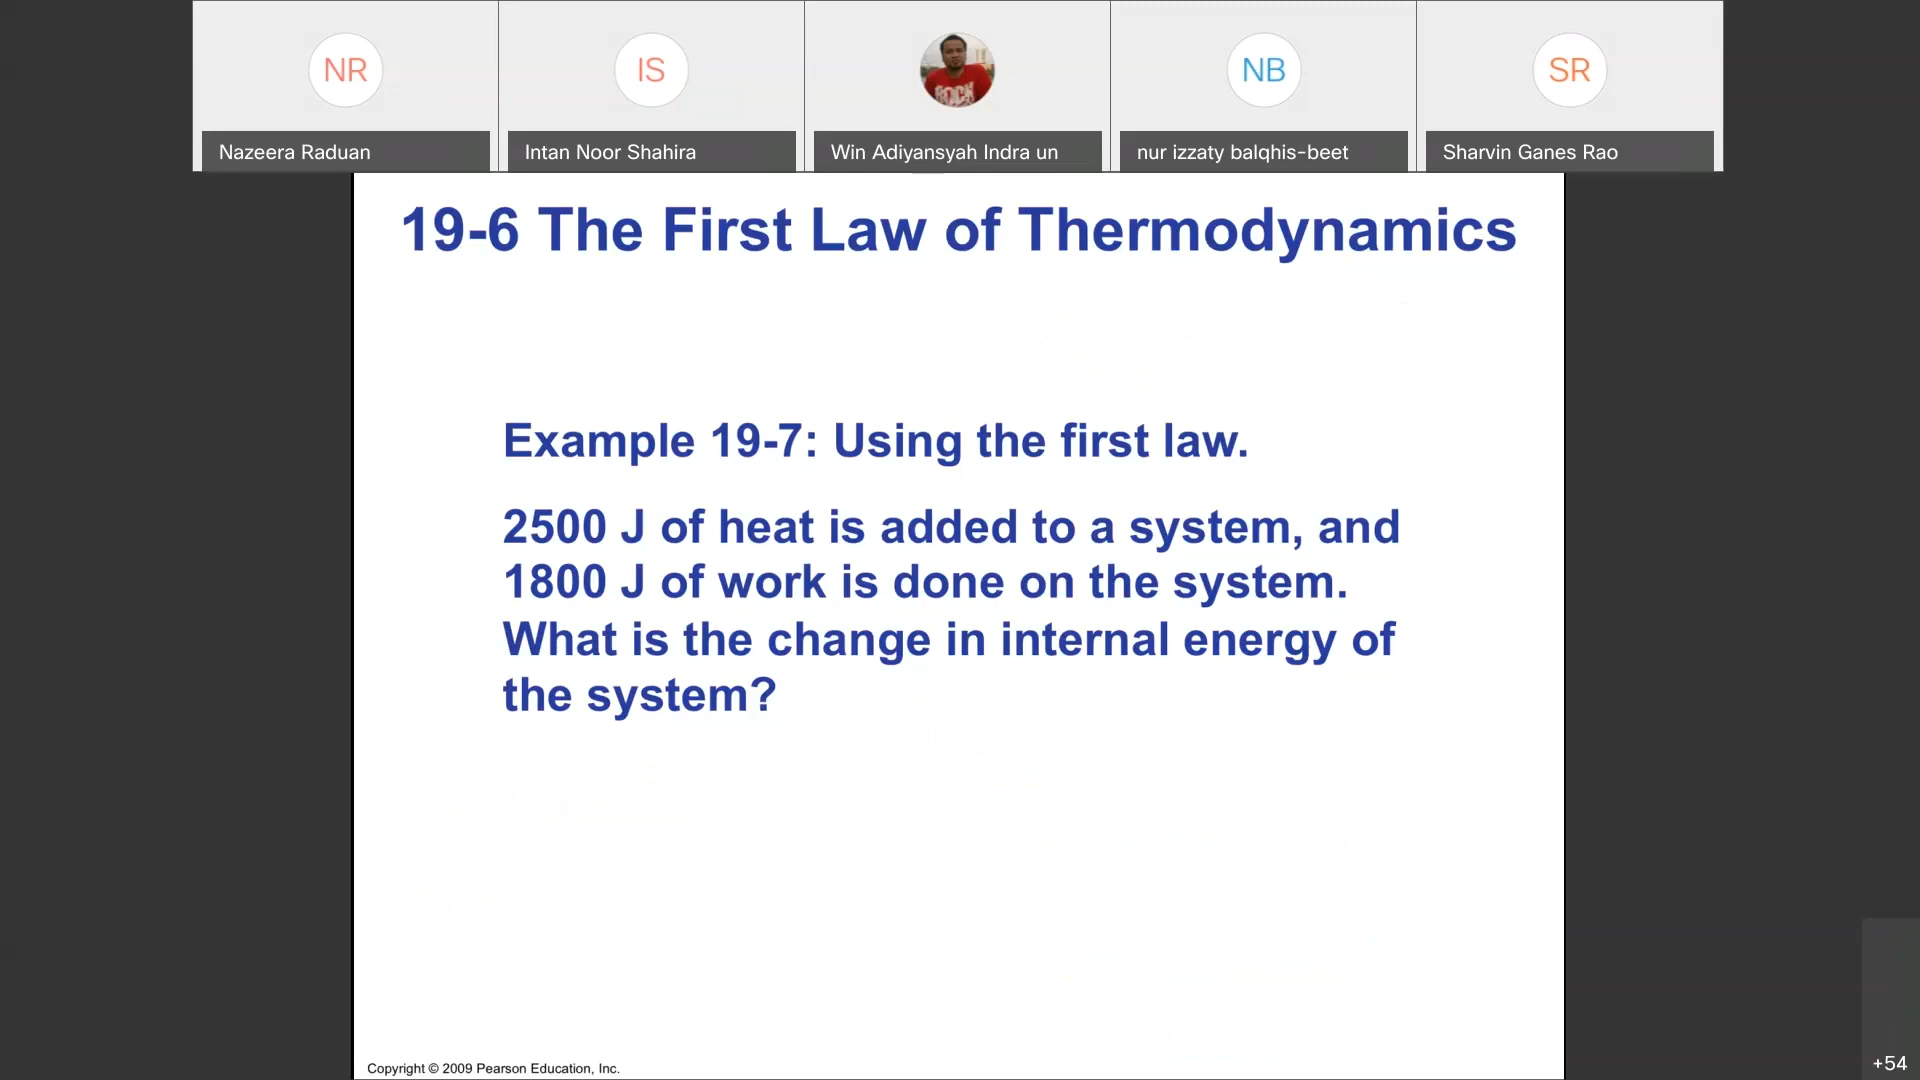 NR
IS
NB
SR
Nazeera Raduan
Intan Noor Shahira
Win Adiyansyah Indra un
nur izzaty balqhis-beet
Sharvin Ganes Rao
19-6 The First Law of Thermodynamics
Example 19-7: Using the first law.
2500 J of heat is added to a system, and
1800 J of work is done on the system.
What is the change in internal energy of
the system?
Copyright © 2009 Pearson Education, Inc.
+54